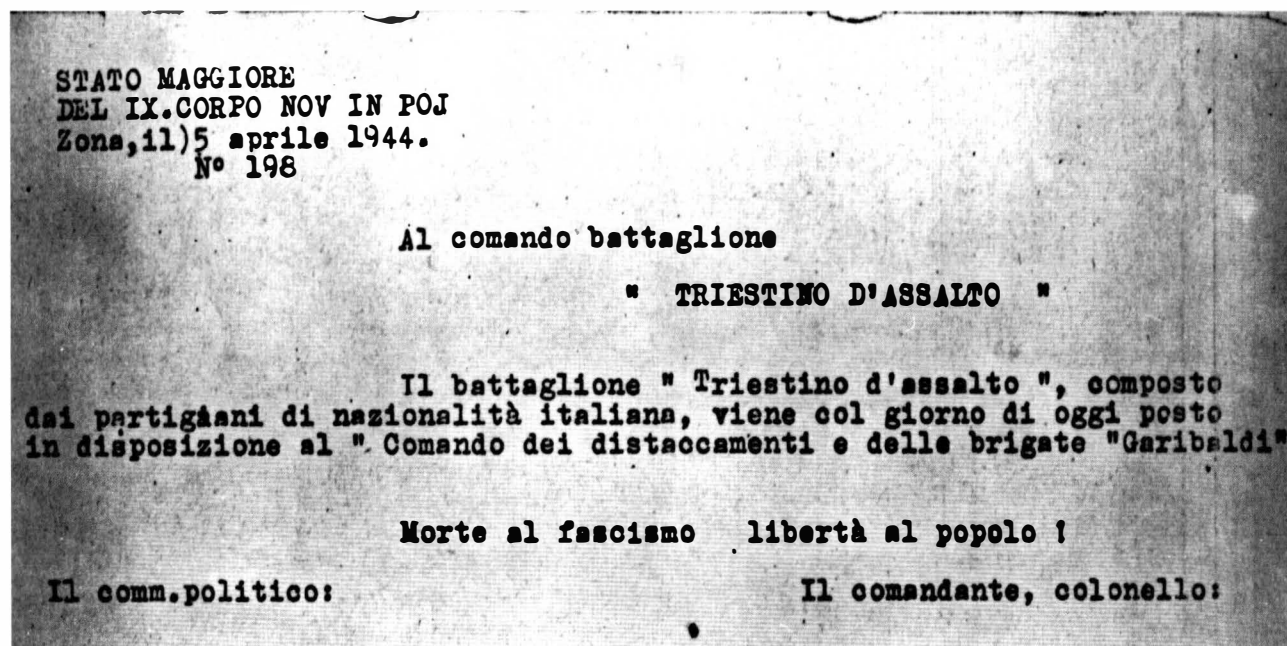 STATO MAGGIORE
DEL IX.CORPO NOV IN POJ
Zona,il)5 aprile 1944.
N° 198
Al comando battaglione
" TRIESTINO D'ASSALTO "
Il battaglione " Triestino d'assalto ", composto
dai partigiani di nazionalità italiana, viene col giorno di oggi posto
in disposizione al " Comando dei distaccamenti e delle brigate "Garibaldi"
Morte al fascismo libertà al popolo !
Il comm.politico: Il comandante, colonello: